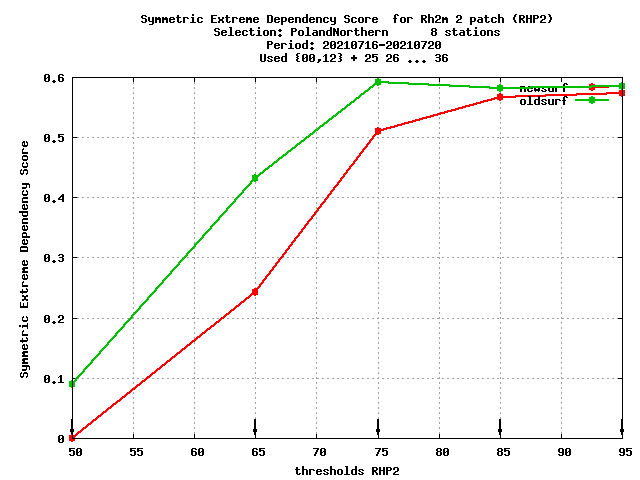 Symmetric Extreme Dependency Score  for Rh2m 2 patch (RHP2)
Selection: PolandNorthern      8 stations
Period: 20210716-20210720
Used {00,12} + 25 26 ... 36
0.6
0.5
0.4
0.3
0.2
0.1
0
Symmetric Extreme Dependency Score
newsurf
oldsurf
50 55 60 65 70 75 80 85 90 95
thresholds RHP2